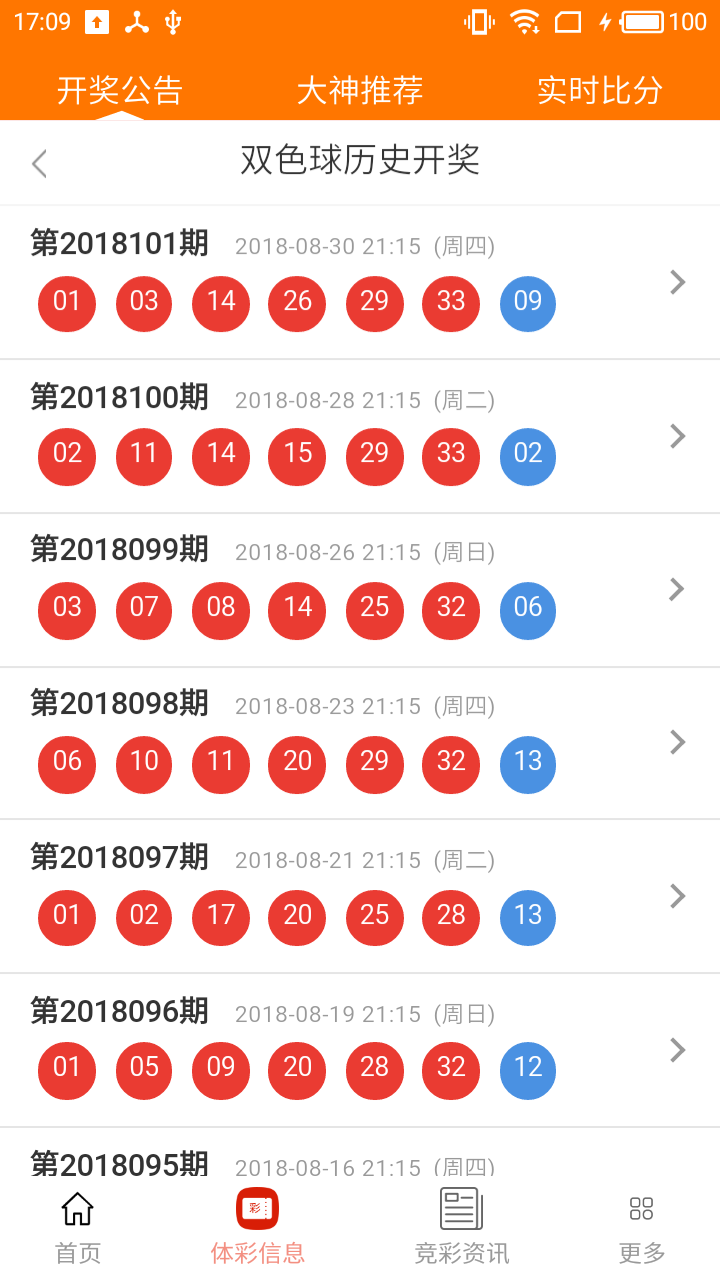 17:09 100
开奖公告 大神推荐 实时比分
双色球历史开奖
第2018101期 2018-08-30 21:15 (周四)
01 03 14 26 29 33 09
第2018100期 2018-08-28 21:15 (周二)
02 11 14 15 29 33 02
第2018099期 2018-08-26 21:15 (周日)
03 07 08 14 25 32 06
第2018098期 2018-08-23 21:15 (周四)
06 10 11 20 29 32 13
第2018097期 2018-08-21 21:15 (周二)
01 02 17 20 25 28 13
第2018096期 2018-08-19 21:15 (周日)
01 05 09 20 28 32 12
第2018095期 2018-08-16 21:15 (周四)
彩
首页 体彩信息 竞彩资讯 更多